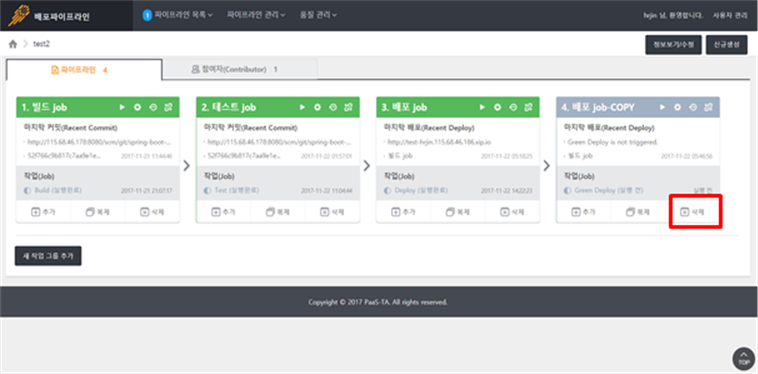 배포파이프라인
1 파이프라인 목록 파이프라인 관리 품질 관리
hrjin 님, 환영합니다. 사용자 관리
test2
정보보기/수정 신규생성
파이프라인 4
참여자(Contributor) 1
1. 빌드 job
마지막 커밋(Recent Commit)
· http://115.68.46.178:8080/scm/git/spring-boot-...
· 52f766c9b817c7aa9e1e... 2017-11-21 11:44:46
작업(Job)
Build (실행완료) 2017-11-21 21:07:17
추가 복제 삭제
2. 테스트 job
마지막 커밋(Recent Commit)
· http://115.68.46.178:8080/scm/git/spring-boot-...
· 52f766c9b817c7aa9e1e... 2017-11-22 01:57:01
작업(Job)
Test (실행완료) 2017-11-22 11:04:44
추가 복제 삭제
3. 배포 job
마지막 배포(Recent Deploy)
· http://test-hrjin.115.68.46.186.xip.io
· 빌드 job 2017-11-22 05:18:25
작업(Job)
Deploy (실행완료) 2017-11-22 14:22:23
추가 복제 삭제
4. 배포 job-COPY
마지막 배포(Recent Deploy)
· Green Deploy is not triggered.
· 빌드 job 2017-11-22 05:46:36
작업(Job)
Green Deploy (실행 전) 실행 전
추가 복제 삭제
새 작업 그룹 추가
Copyright © 2017 PaaS-TA. All rights reserved.
TOP